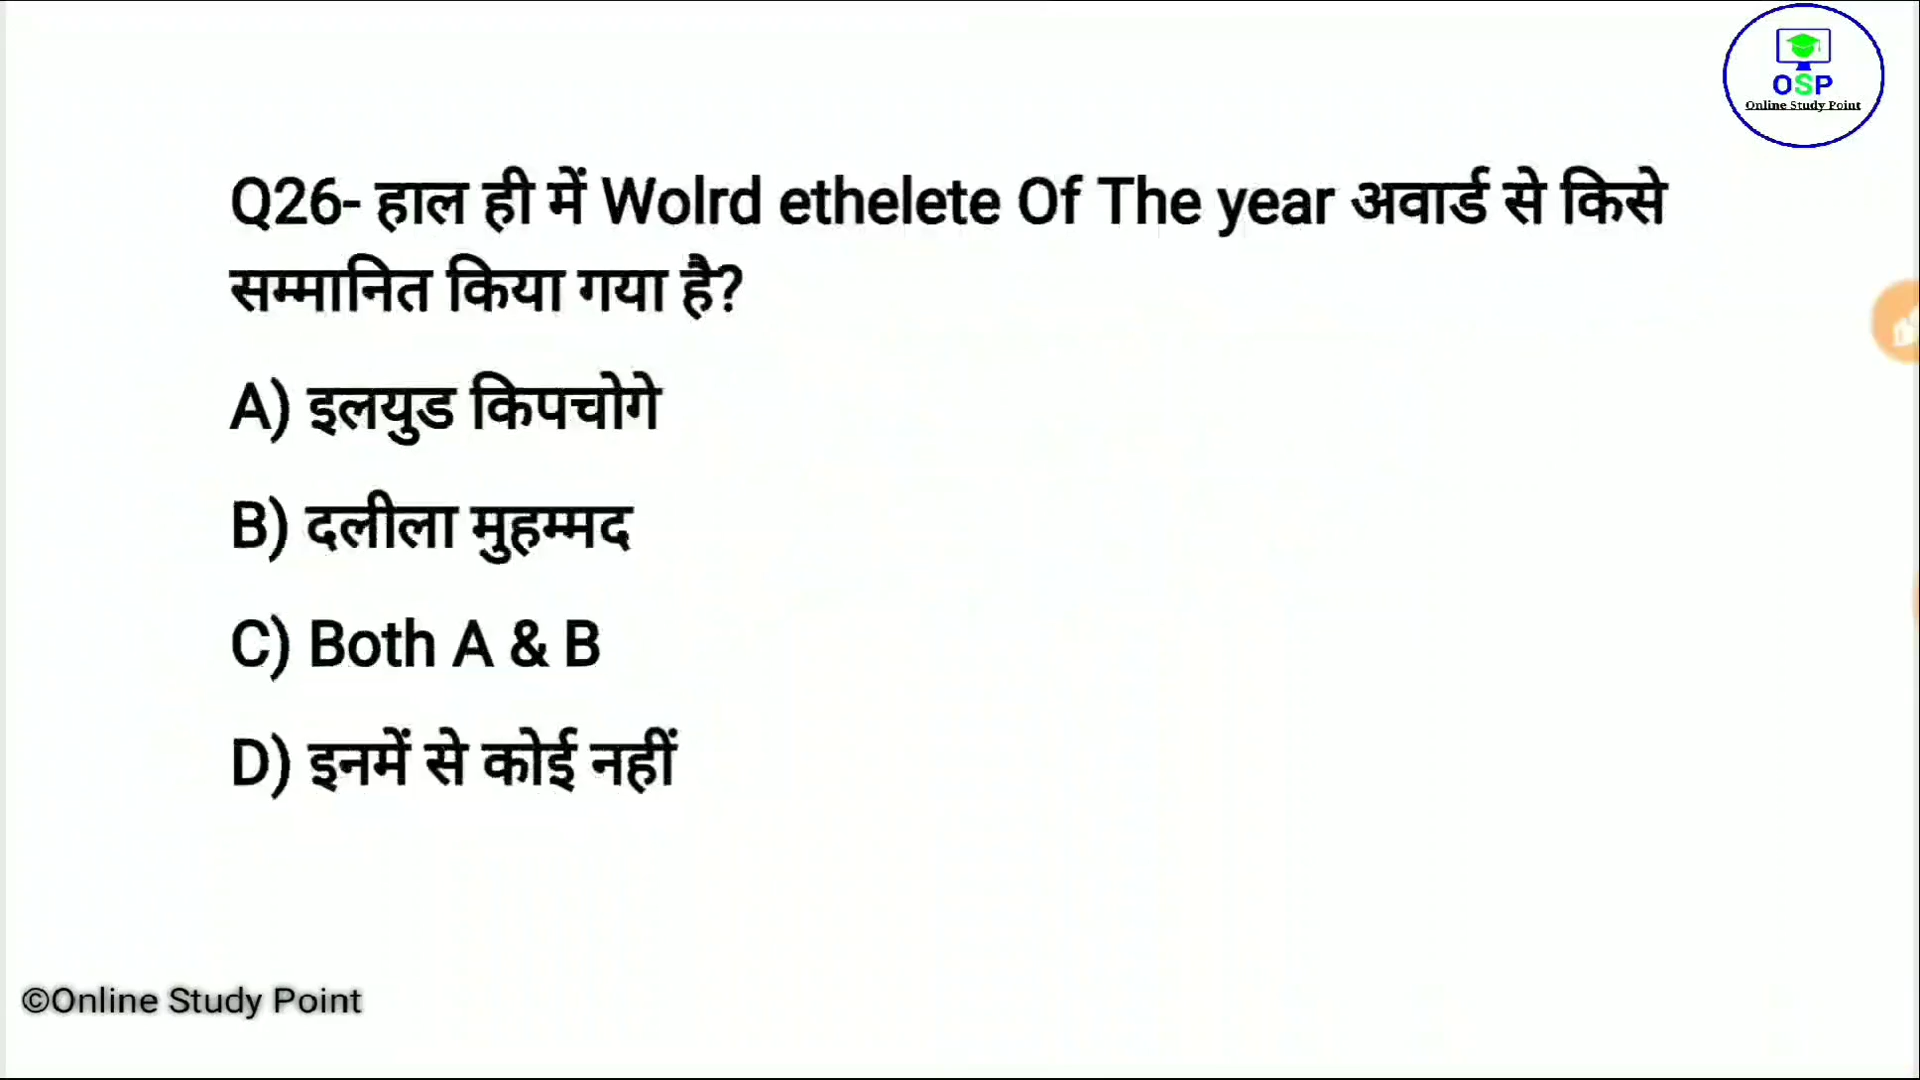 OSP
Online Study Point
Q26- हाल ही में Wolrd ethelete Of The year अवार्ड से किसे
सम्मानित किया गया है?
A) इलयुड किपचोगे
B) दलीला मुहम्मद
C) Both A & B
D) इनमें से कोई नहीं
©Online Study Point